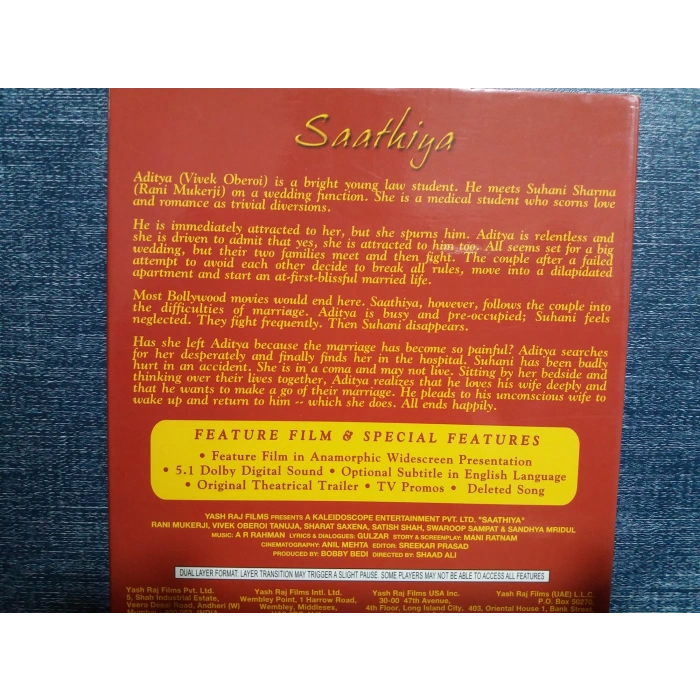 Saathiya
Aditya (Vivek Oberoi) is a bright young law student. He meets Suhani Sharma
(Rani Mukerji) on a wedding function. She is a medical student who scorns love
and romance as trivial diversions.
He is immediately attracted to her, but she spurns him. Aditya is relentless and
she is driven to admit that yes, she is attracted to him too. All seems set for a big
wedding, but their two families meet and then fight. The couple after a failed
attempt to avoid each other decide to break all rules, move into a dilapidated
apartment and start an at-first-blissful married life.
Most Bollywood movies would end here. Saathiya, however, follows the couple into
the difficulties of marriage. Aditya is busy and pre-occupied; Suhani feels
neglected. They fight frequently. Then Suhani disappears.
Has she left Aditya because the marriage has become so painful? Aditya searches
for her desperately and finally finds her in the hospital. Suhani has been badly
hurt in an accident. She is in a coma and may not live. Sitting by her bedside and
thinking over their lives together, Aditya realizes that he loves his wife deeply and
that he wants to make a go of their marriage. He pleads to his unconscious wife to
wake up and return to him -- which she does. All ends happily.
FEATURE FILM & SPECIAL FEATURES
• Feature Film in Anamorphic Widescreen Presentation
• 5.1 Dolby Digital Sound • Optional Subtitle in English Language
• Original Theatrical Trailer • TV Promos • Deleted Song
YASH RAJ FILMS PRESENTS A KALEIDOSCOPE ENTERTAINMENT PVT. LTD. "SAATHIYA"
RANI MUKERJI, VIVEK OBEROI TANUJA, SHARAT SAXENA, SATISH SHAH, SWAROOP SAMPAT & SANDHYA MRIDUL
MUSIC: A R RAHMAN LYRICS & DIALOGUES: GULZAR STORY & SCREENPLAY: MANI RATNAM
CINEMATOGRAPHY: ANIL MEHTA EDITOR: SREEKAR PRASAD
PRODUCED BY: BOBBY BEDI DIRECTED BY: SHAAD ALI
DUAL LAYER FORMAT: LAYER TRANSITION MAY TRIGGER A SLIGHT PAUSE. SOME PLAYERS MAY NOT BE ABLE TO ACCESS ALL FEATURES
Yash Raj Films Pvt. Ltd. Yash Raj Films Intl. Ltd. Yash Raj Films USA Inc. Yash Raj Films (UAE) L.L.C.
5, Shah Industrial Estate, Wembley Point, 1 Harrow Road, 30-00 47th Avenue, P.O. Box 50270,
Veera Desai Road, Andheri (W) Wembley, Middlesex, 4th Floor, Long Island City, 403, Oriental House 1, Bank Street,